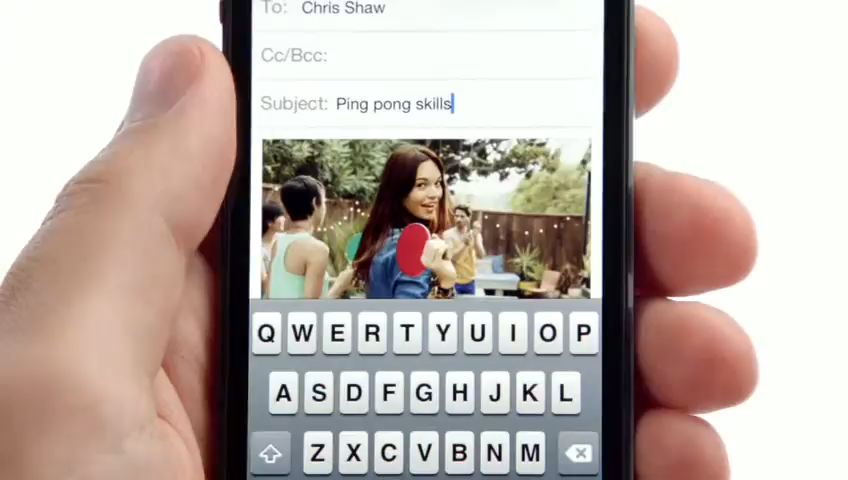 To: Chris Shaw
Cc/Bcc:
Subject: Ping pong skills
Q W E R T Y U I O P
A S D F G H J K L
Z X C V B N M